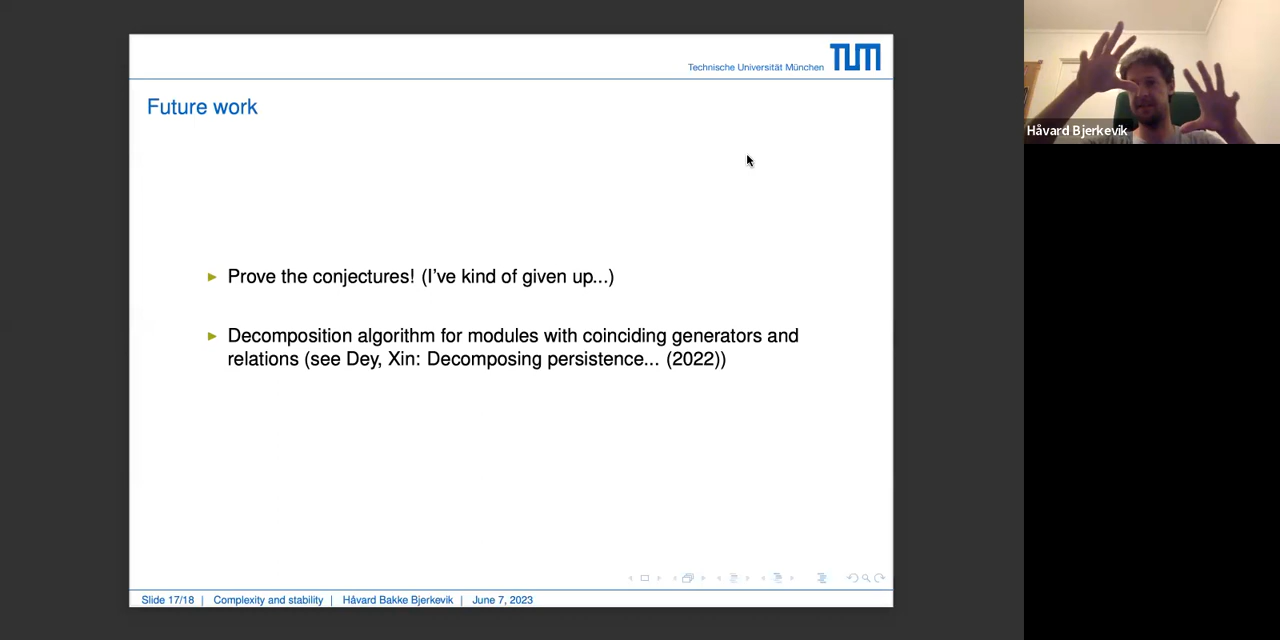 TUM
Technische Universität München
Håvard Bjerkevik
Future work
Prove the conjectures! (I've kind of given up...)
Decomposition algorithm for modules with coinciding generators and
relations (see Dey, Xin: Decomposing persistence... (2022))
Slide 17/18 | Complexity and stability | Håvard Bakke Bjerkevik | June 7, 2023